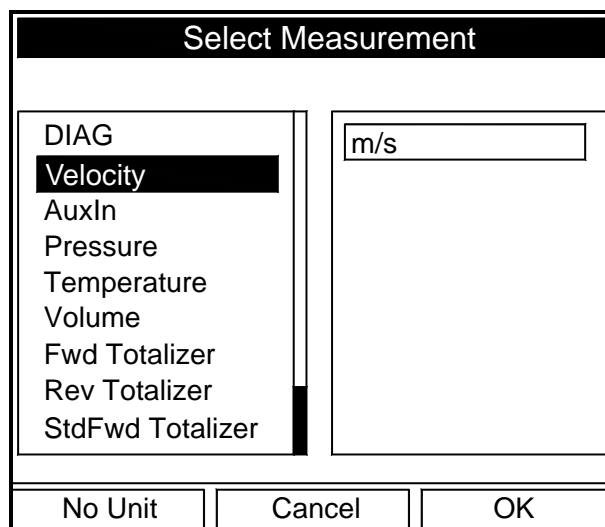 Select Measurement
DIAG
Velocity
AuxIn
Pressure
Temperature
Volume
Fwd Totalizer
Rev Totalizer
StdFwd Totalizer
m/s
No Unit
Cancel
OK